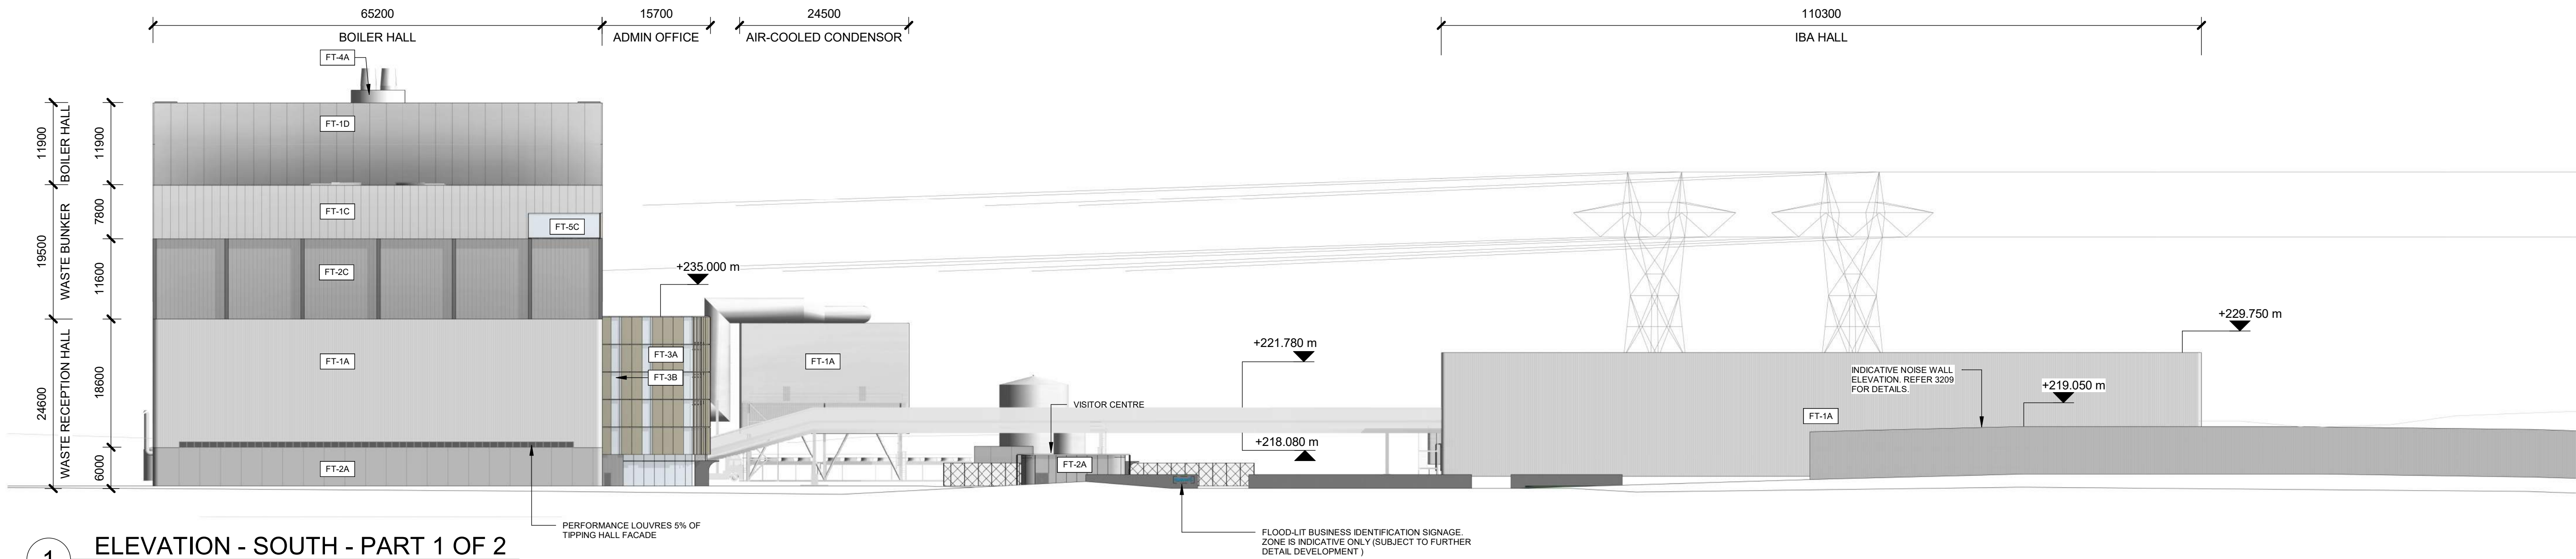 65200
15700
24500
110300
BOILER HALL
ADMIN OFFICE
AIR-COOLED CONDENSOR
IBA HALL
FT-4A
11900
BOILER HALL
11900
FT-1D
19500
WASTE BUNKER
7800
FT-1C
FT-5C
11600
FT-2C
+235.000 m
24600
WASTE RECEPTION HALL
18600
FT-1A
FT-3A
FT-3B
FT-1A
+221.780 m
+229.750 m
INDICATIVE NOISE WALL
ELEVATION. REFER 3209
FOR DETAILS.
+219.050 m
VISITOR CENTRE
FT-1A
+218.080 m
6000
FT-2A
FT-2A
PERFORMANCE LOUVRES 5% OF
TIPPING HALL FACADE
FLOOD-LIT BUSINESS IDENTIFICATION SIGNAGE.
ZONE IS INDICATIVE ONLY (SUBJECT TO FURTHER
DETAIL DEVELOPMENT )
1
ELEVATION - SOUTH - PART 1 OF 2